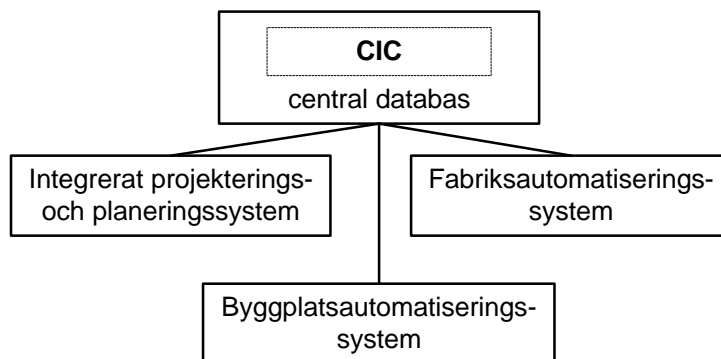 CIC
central databas
Integrerat projekterings-
och planeringssystem
Fabriksautomatiserings-
system
Byggplatsautomatiserings-
system